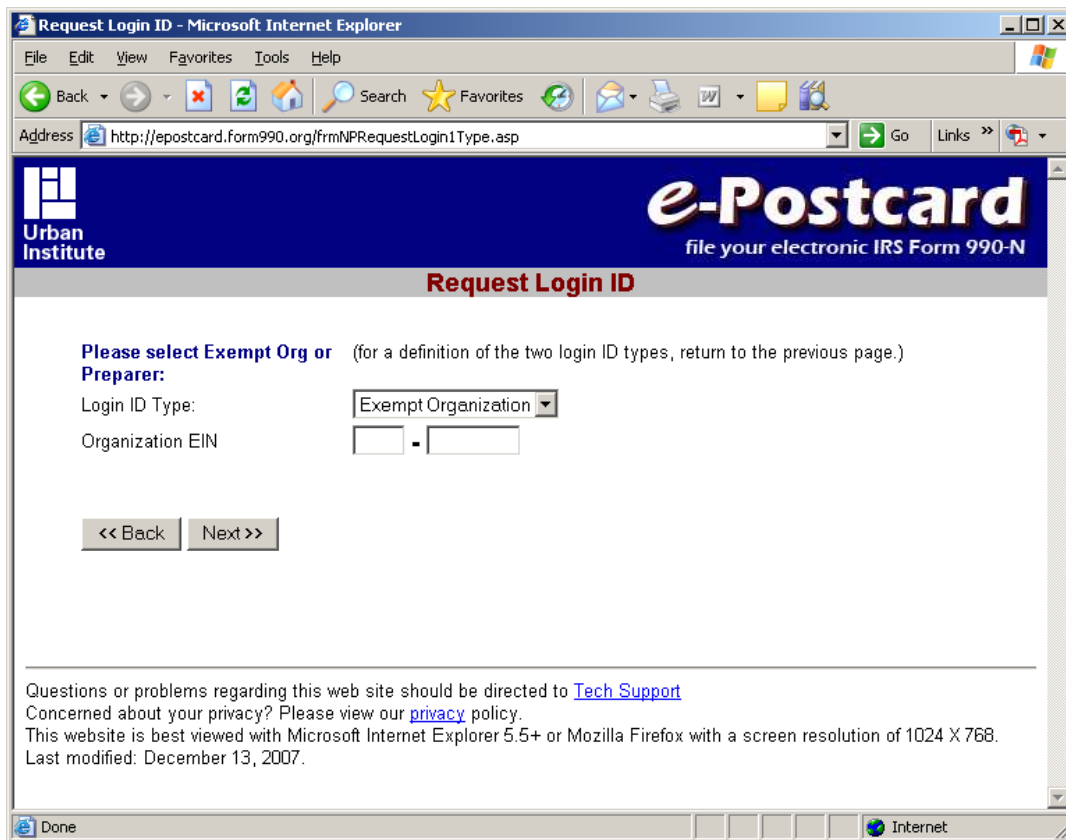 Request Login ID - Microsoft Internet Explorer
File Edit View Favorites Tools Help
Back Search Favorites
Address http://epostcard.form990.org/frmNPRequestLogin1Type.asp Go Links »
Urban
Institute
e-Postcard
file your electronic IRS Form 990-N
Request Login ID
Please select Exempt Org or Preparer: (for a definition of the two login ID types, return to the previous page.)
Login ID Type: Exempt Organization
Organization EIN -
<< Back Next >>
Questions or problems regarding this web site should be directed to Tech Support
Concerned about your privacy? Please view our privacy policy.
This website is best viewed with Microsoft Internet Explorer 5.5+ or Mozilla Firefox with a screen resolution of 1024 X 768.
Last modified: December 13, 2007.
Done Internet